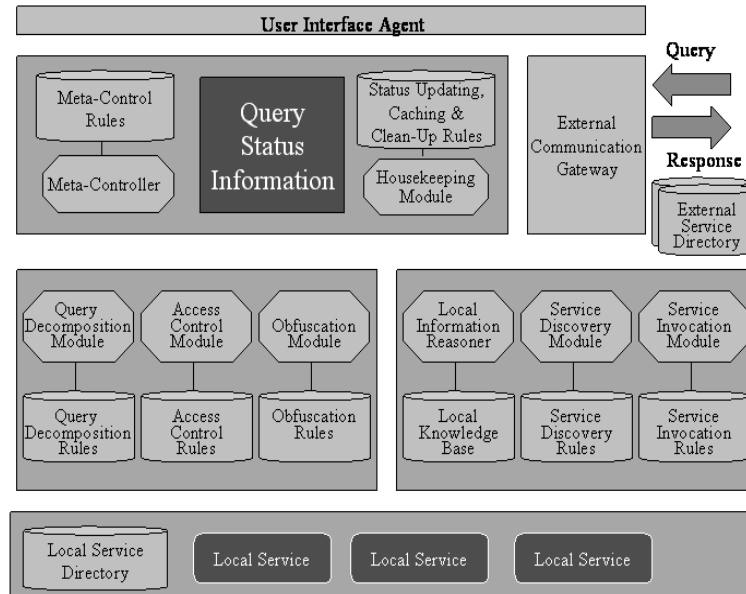 User Interface Agent
Query
Meta-Control
Rules
Meta-Controller
Query
Status
Information
Status Updating,
Caching &
Clean-Up Rules
Housekeeping
Module
External
Communication
Gateway
Response
External
Service
Directory
Query
Decomposition
Module
Access
Control
Module
Obfuscation
Module
Local
Information
Reasoner
Service
Discovery
Module
Service
Invocation
Module
Query
Decomposition
Rules
Access
Control
Rules
Obfuscation
Rules
Local
Knowledge
Base
Service
Discovery
Rules
Service
Invocation
Rules
Local Service
Directory
Local Service
Local Service
Local Service